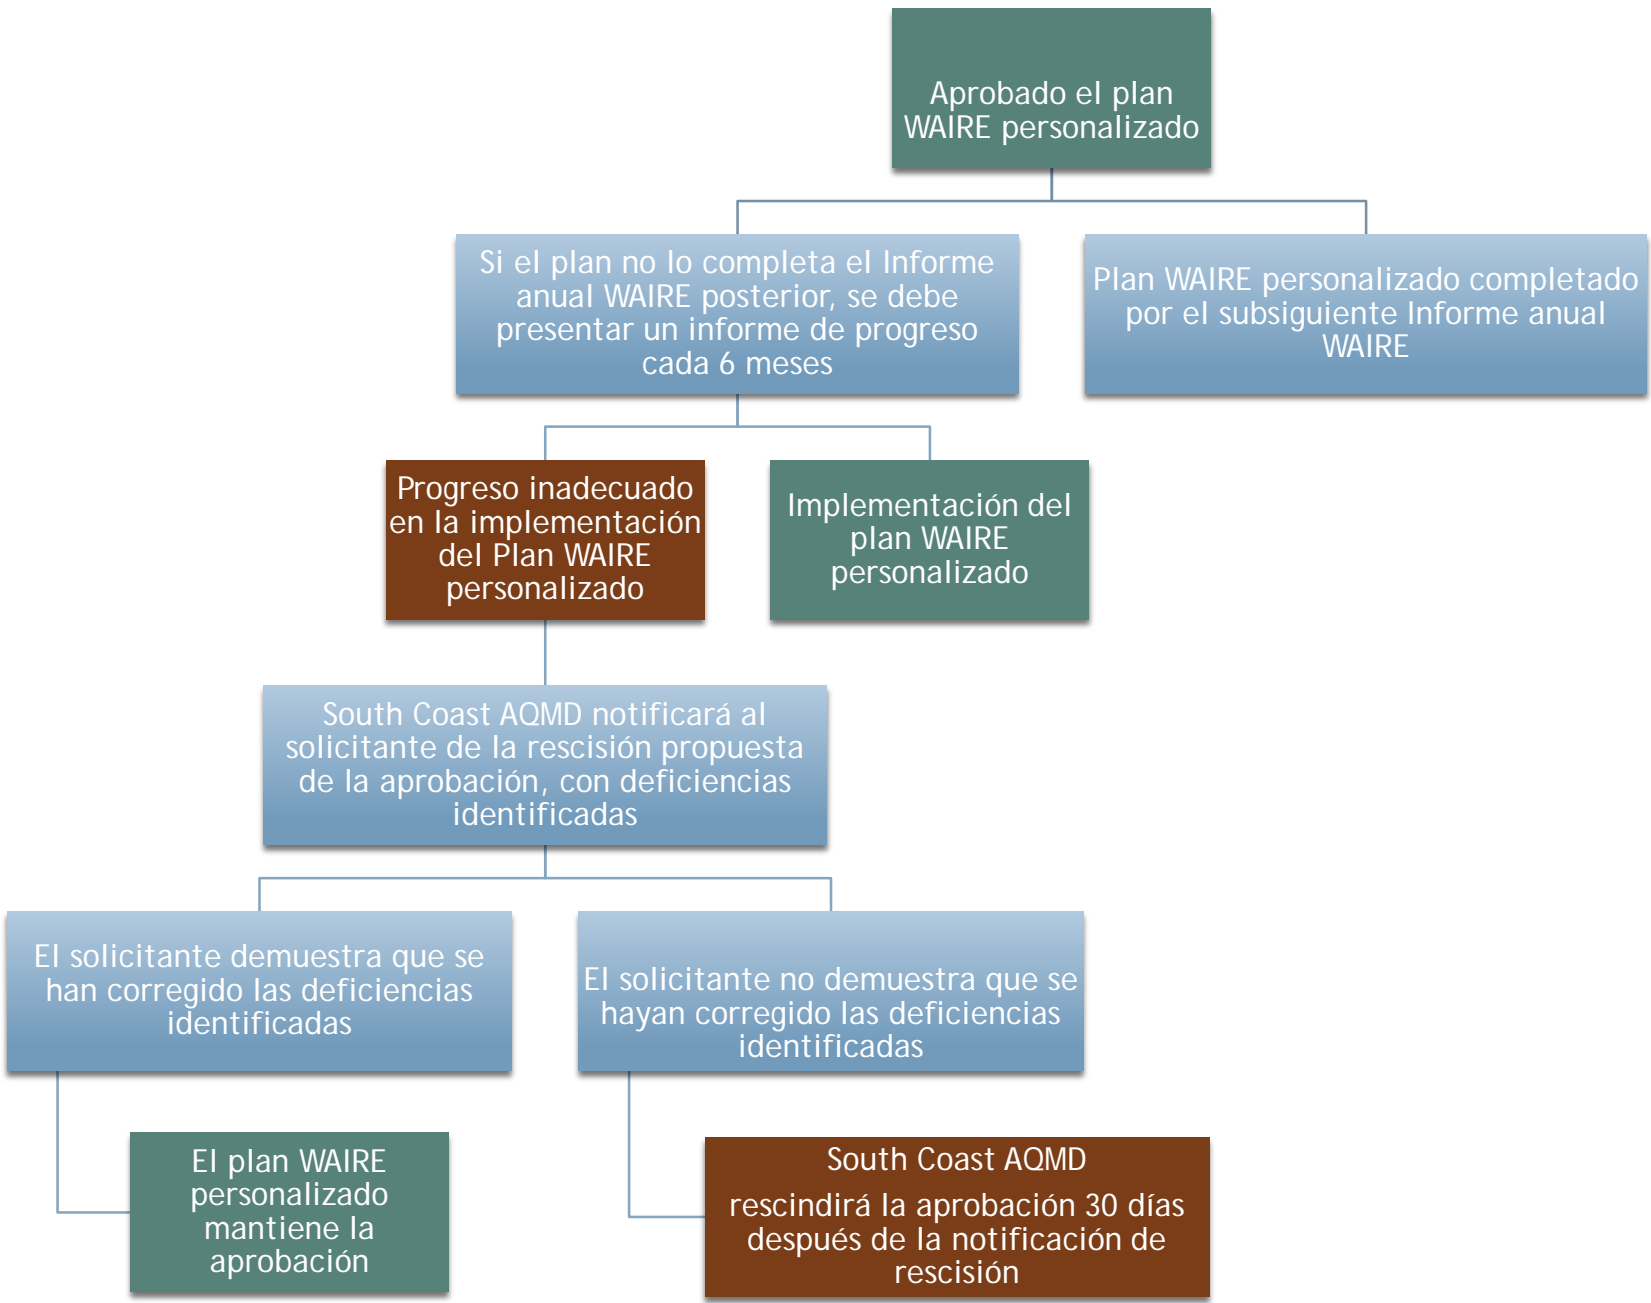 Aprobado el plan
WAIRE personalizado
Si el plan no lo completa el Informe
anual WAIRE posterior, se debe
presentar un informe de progreso
cada 6 meses
Plan WAIRE personalizado completado
por el subsiguiente Informe anual
WAIRE
Progreso inadecuado
en la implementación
del Plan WAIRE
personalizado
Implementación del
plan WAIRE
personalizado
South Coast AQMD notificará al
solicitante de la rescisión propuesta
de la aprobación, con deficiencias
identificadas
El solicitante demuestra que se
han corregido las deficiencias
identificadas
El solicitante no demuestra que se
hayan corregido las deficiencias
identificadas
El plan WAIRE
personalizado
mantiene la
aprobación
South Coast AQMD
rescindirá la aprobación 30 días
después de la notificación de
rescisión